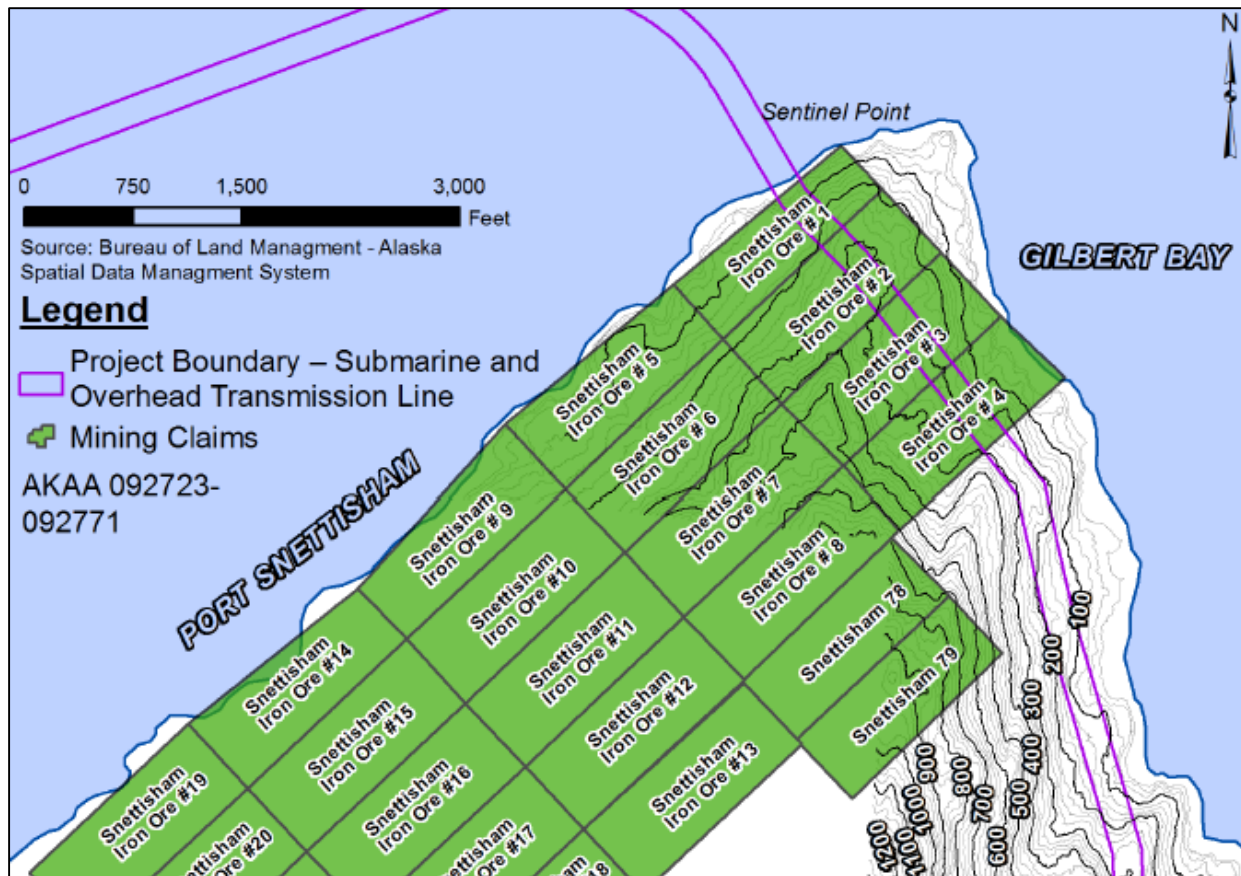 N
Sentinel Point
0 750 1,500 3,000
Feet
Source: Bureau of Land Managment - Alaska
Spatial Data Managment System
Legend
Project Boundary – Submarine and
Overhead Transmission Line
Mining Claims
AKAA 092723-
092771
GILBERT BAY
PORT SNETTISHAM
Snettisham
Iron Ore # 1
Snettisham
Iron Ore # 2
Snettisham
Iron Ore # 3
Snettisham
Iron Ore # 4
Snettisham
Iron Ore # 5
Snettisham
Iron Ore # 6
Snettisham
Iron Ore # 7
Snettisham
Iron Ore # 8
Snettisham
Iron Ore # 9
Snettisham
Iron Ore #10
Snettisham
Iron Ore #11
Snettisham
Iron Ore #12
Snettisham
Iron Ore #13
Snettisham
Iron Ore #14
Snettisham
Iron Ore #15
Snettisham
Iron Ore #16
Snettisham
Ore #17
Snettisham
Iron Ore #19
Ore #20
Snettisham 78
Snettisham 79
100
200
300
400
500
600
700
800
900
1000
1100
1200